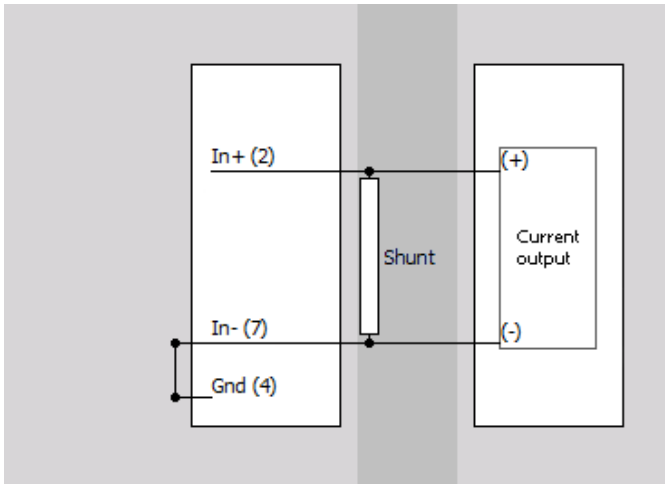 In+ (2)
(+)
Current
output
Shunt
In- (7)
(-)
Gnd (4)